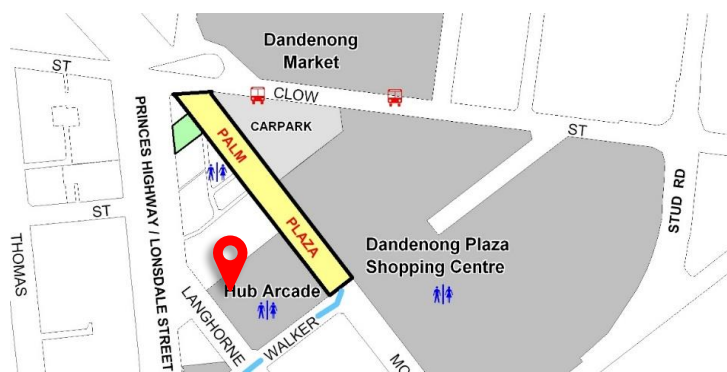 Dandenong
Market
ST
CLOW
CARPARK
ST
PRINCES HIGHWAY / LONSDALE STREET
PALM
PLAZA
ST
THOMAS
STUD RD
Dandenong Plaza
Shopping Centre
Hub Arcade
LANGHORNE
WALKER
MO